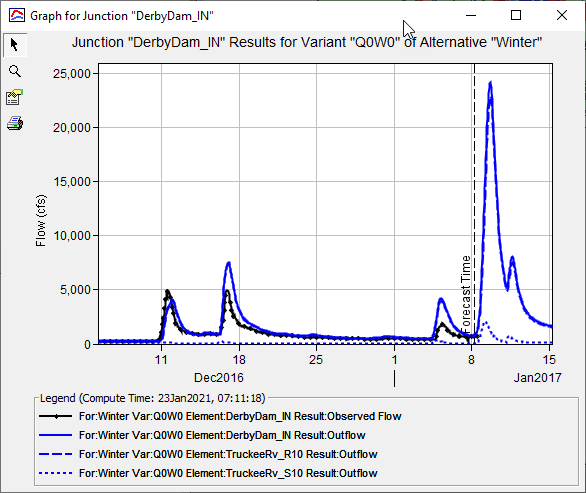 Graph for Junction "DerbyDam_IN"
Junction "DerbyDam_IN" Results for Variant "Q0W0" of Alternative "Winter"
25,000
20,000
15,000
10,000
5,000
0
Flow (cfs)
Forecast Time
11 18 25 1 8 15
Dec2016 Jan2017
Legend (Compute Time: 23Jan2021, 07:11:18)
For:Winter Var:Q0W0 Element:DerbyDam_IN Result:Observed Flow
For:Winter Var:Q0W0 Element:DerbyDam_IN Result:Outflow
For:Winter Var:Q0W0 Element:TruckeeRv_R10 Result:Outflow
For:Winter Var:Q0W0 Element:TruckeeRv_S10 Result:Outflow